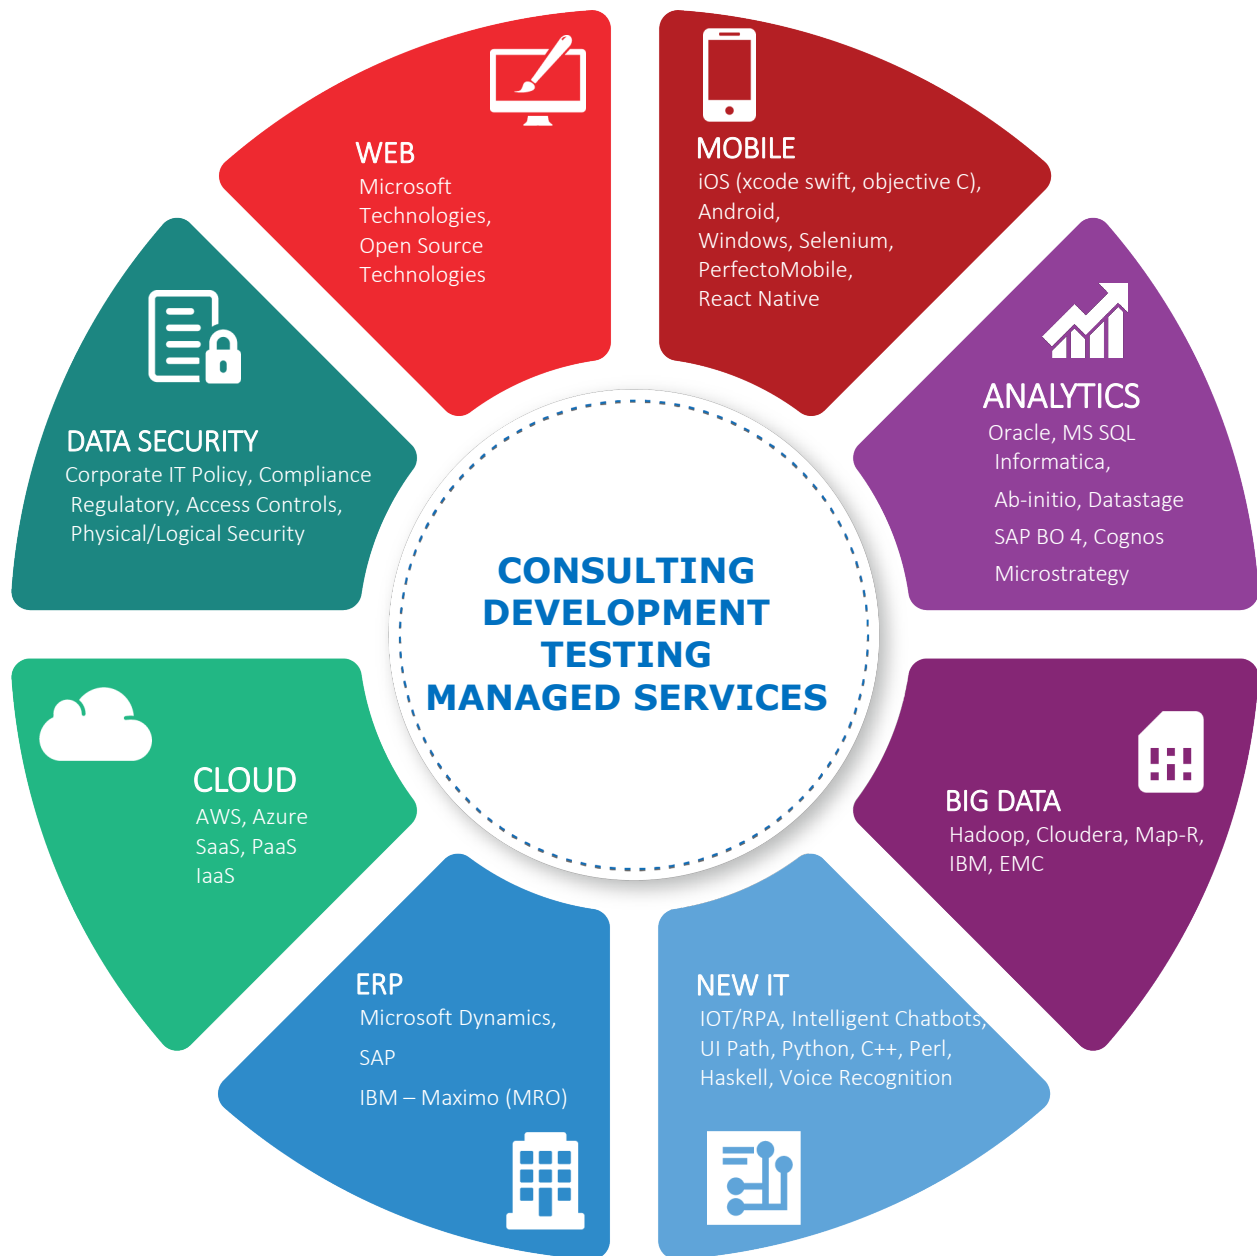 WEB
Microsoft
Technologies,
Open Source
Technologies
MOBILE
iOS (xcode swift, objective C),
Android,
Windows, Selenium,
PerfectoMobile,
React Native
ANALYTICS
Oracle, MS SQL
Informatica,
Ab-initio, Datastage
SAP BO 4, Cognos
Microstrategy
BIG DATA
Hadoop, Cloudera, Map-R,
IBM, EMC
NEW IT
IOT/RPA, Intelligent Chatbots,
UI Path, Python, C++, Perl,
Haskell, Voice Recognition
ERP
Microsoft Dynamics,
SAP
IBM – Maximo (MRO)
CLOUD
AWS, Azure
SaaS, PaaS
IaaS
DATA SECURITY
Corporate IT Policy, Compliance
Regulatory, Access Controls,
Physical/Logical Security
CONSULTING
DEVELOPMENT
TESTING
MANAGED SERVICES